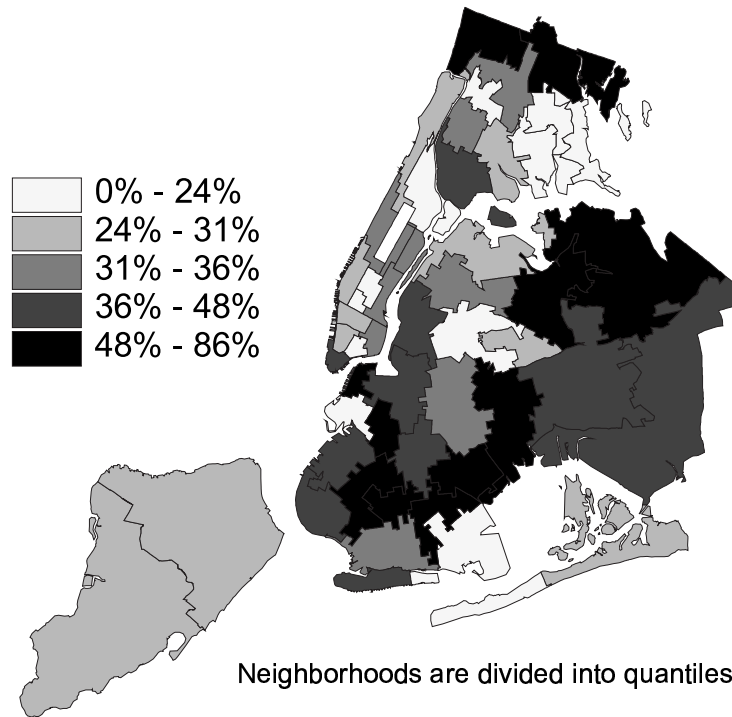 0% - 24%
24% - 31%
31% - 36%
36% - 48%
48% - 86%
Neighborhoods are divided into quantiles